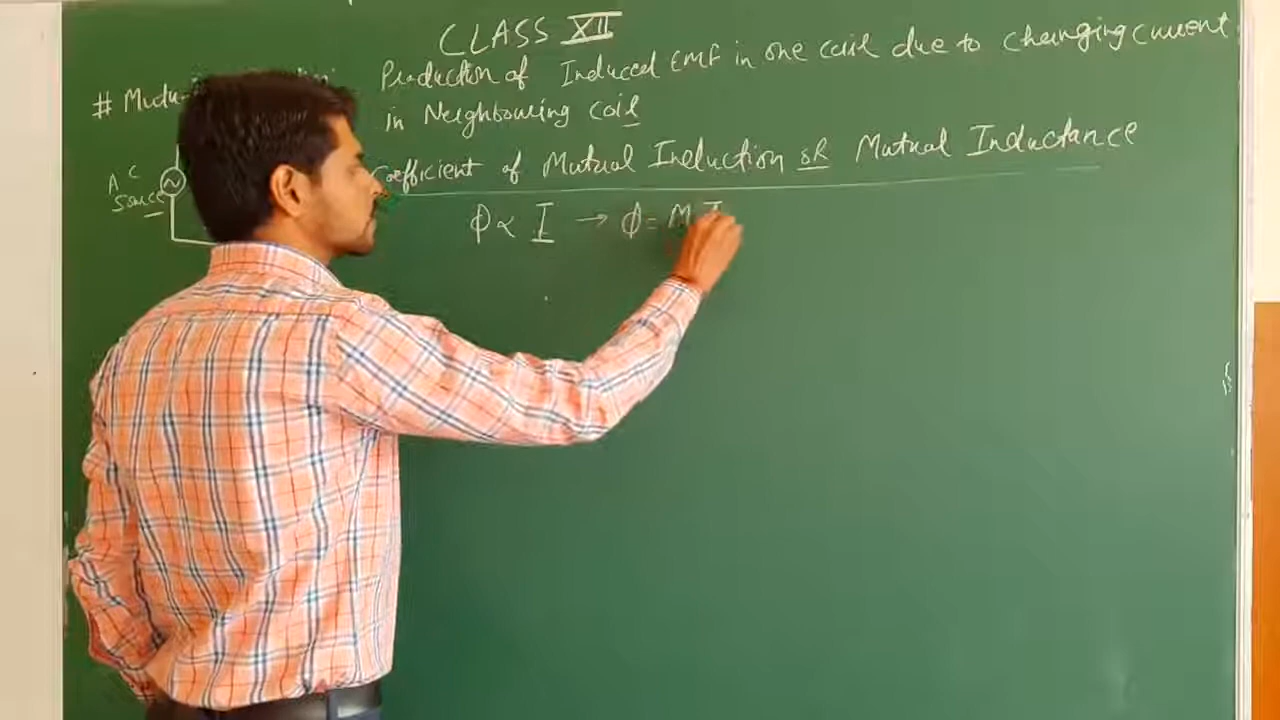 CLASS XII
Production of Induced EMF in one coil due to changing current
# Mutu
in Neighbouring coil
Coefficient of Mutual Induction OR Mutual Inductance
AC
Source
Φ ∝ I → Φ = M I